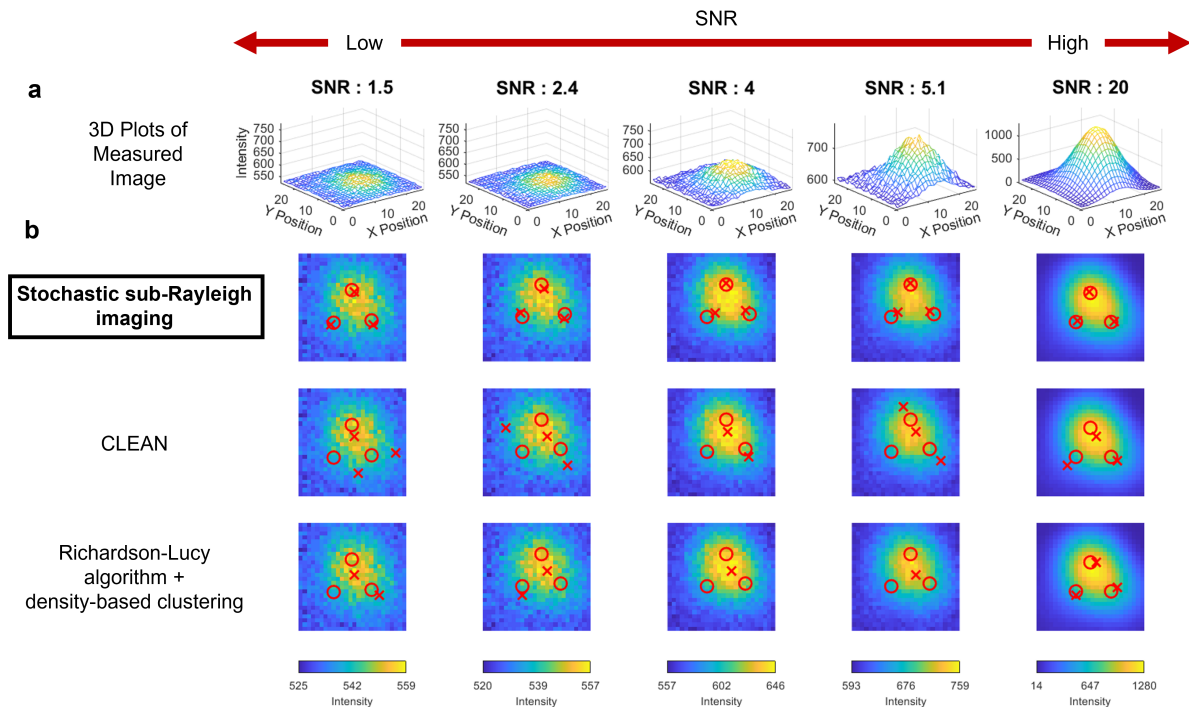 SNR
Low
High
a
SNR : 1.5
SNR : 2.4
SNR : 4
SNR : 5.1
SNR : 20
3D Plots of
Measured
Image
Intensity
750
700
650
600
550
20
10
0
Y Position
0
10
20
X Position
750
700
650
600
550
20
10
0
Y Position
0
10
20
X Position
750
700
650
600
20
10
0
Y Position
0
10
20
X Position
700
600
20
10
0
Y Position
0
10
20
X Position
1000
500
0
20
10
0
Y Position
0
10
20
X Position
b
Stochastic sub-Rayleigh
imaging
CLEAN
Richardson-Lucy
algorithm +
density-based clustering
525 542 559
Intensity
520 539 557
Intensity
557 602 646
Intensity
593 676 759
Intensity
14 647 1280
Intensity